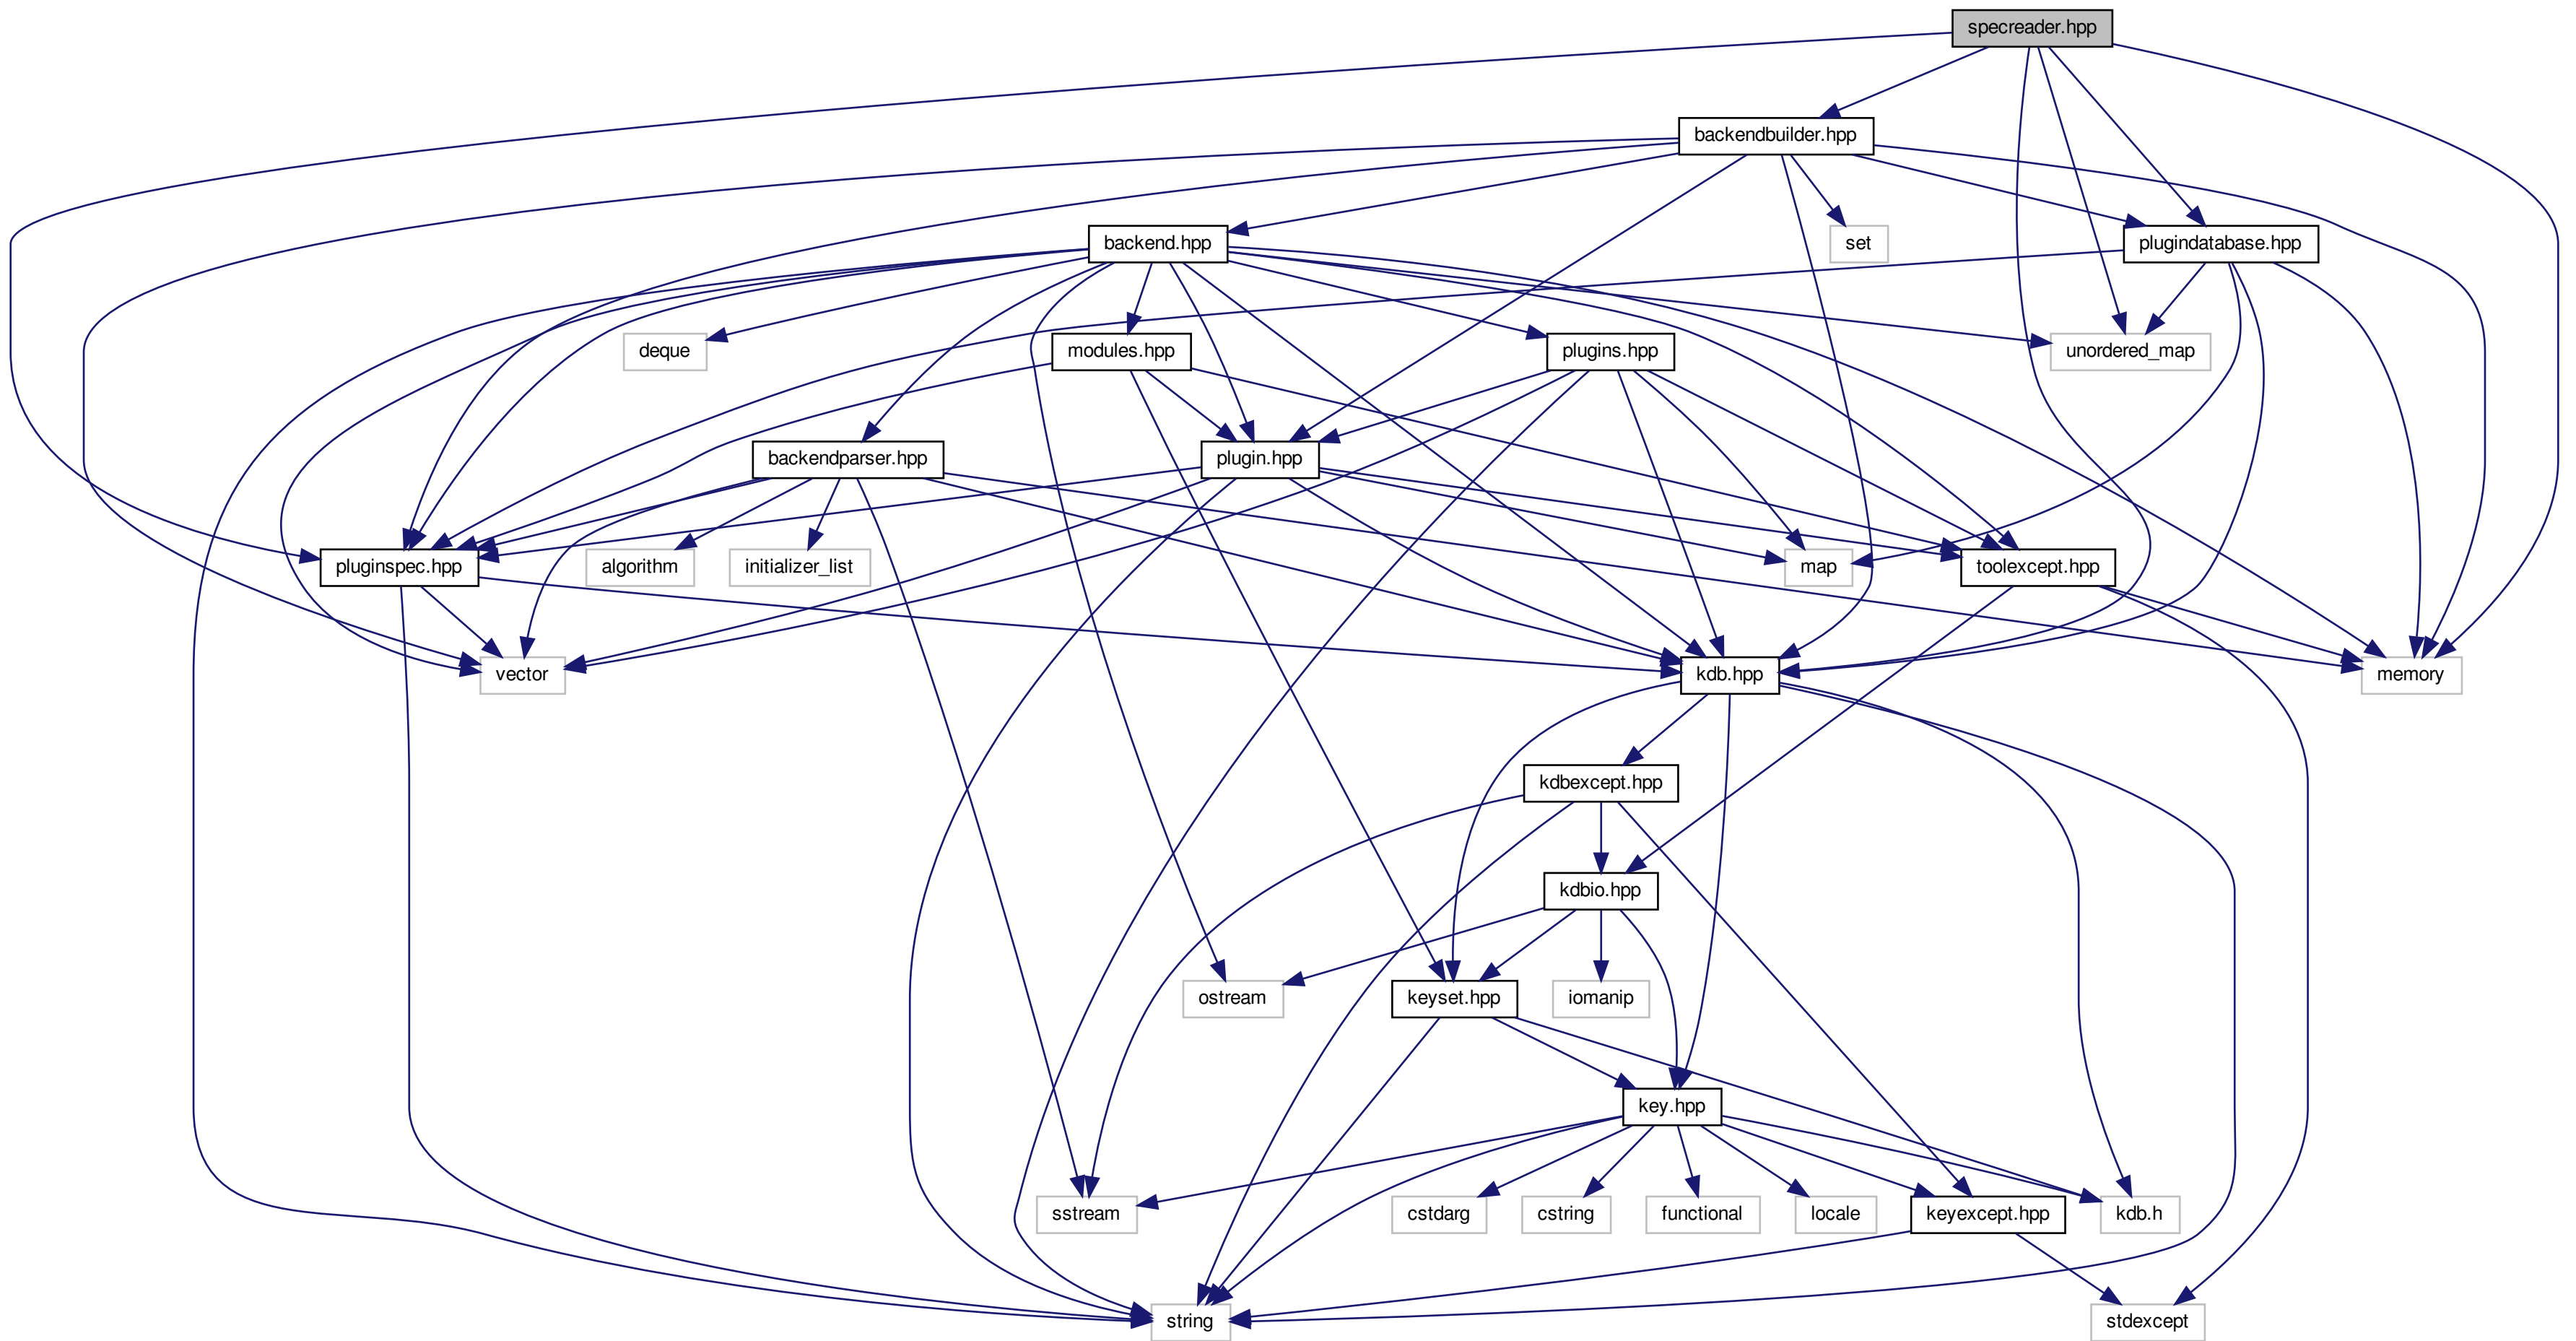 specreader.hpp
backendbuilder.hpp
backend.hpp
set
plugindatabase.hpp
deque
modules.hpp
plugins.hpp
unordered_map
backendparser.hpp
plugin.hpp
pluginspec.hpp
algorithm
initializer_list
map
toolexcept.hpp
vector
kdb.hpp
memory
kdbexcept.hpp
kdbio.hpp
ostream
keyset.hpp
iomanip
key.hpp
sstream
cstdarg
cstring
functional
locale
keyexcept.hpp
kdb.h
string
stdexcept